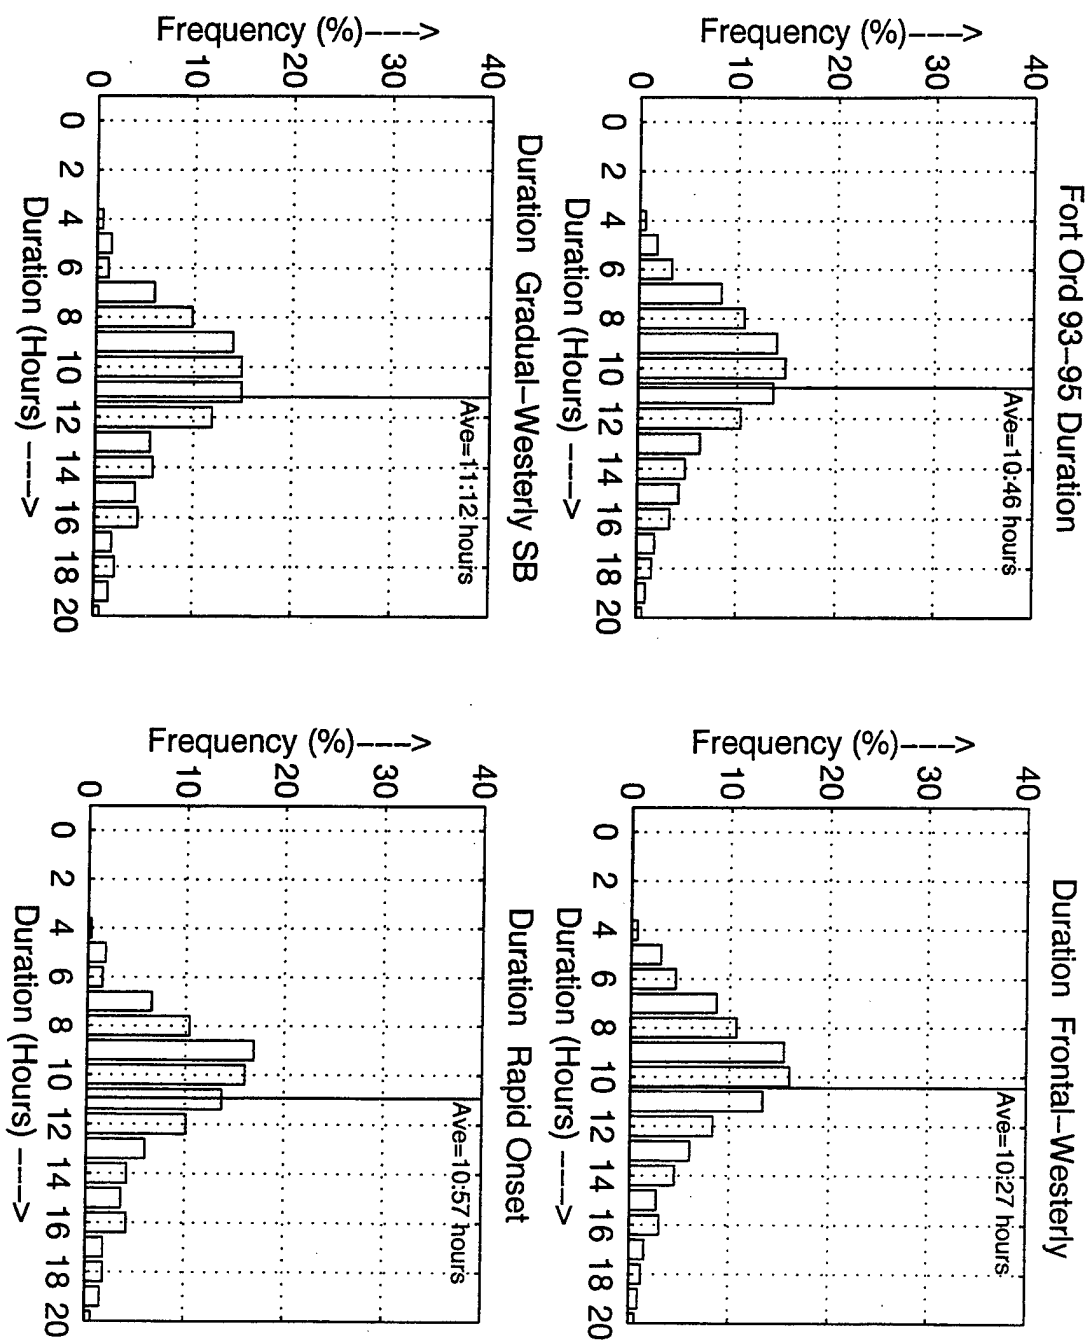 Fort Ord 93–95 Duration
Frequency (%)--->
40
30
20
10
0
Ave=10:46 hours
0 2 4 6 8 10 12 14 16 18 20
Duration (Hours) --->
Duration Frontal–Westerly
Frequency (%)--->
40
30
20
10
0
Ave=10:27 hours
0 2 4 6 8 10 12 14 16 18 20
Duration (Hours) --->
Duration Gradual–Westerly SB
Frequency (%)--->
40
30
20
10
0
Ave=11:12 hours
0 2 4 6 8 10 12 14 16 18 20
Duration (Hours) --->
Duration Rapid Onset
Frequency (%)--->
40
30
20
10
0
Ave=10:57 hours
0 2 4 6 8 10 12 14 16 18 20
Duration (Hours) --->